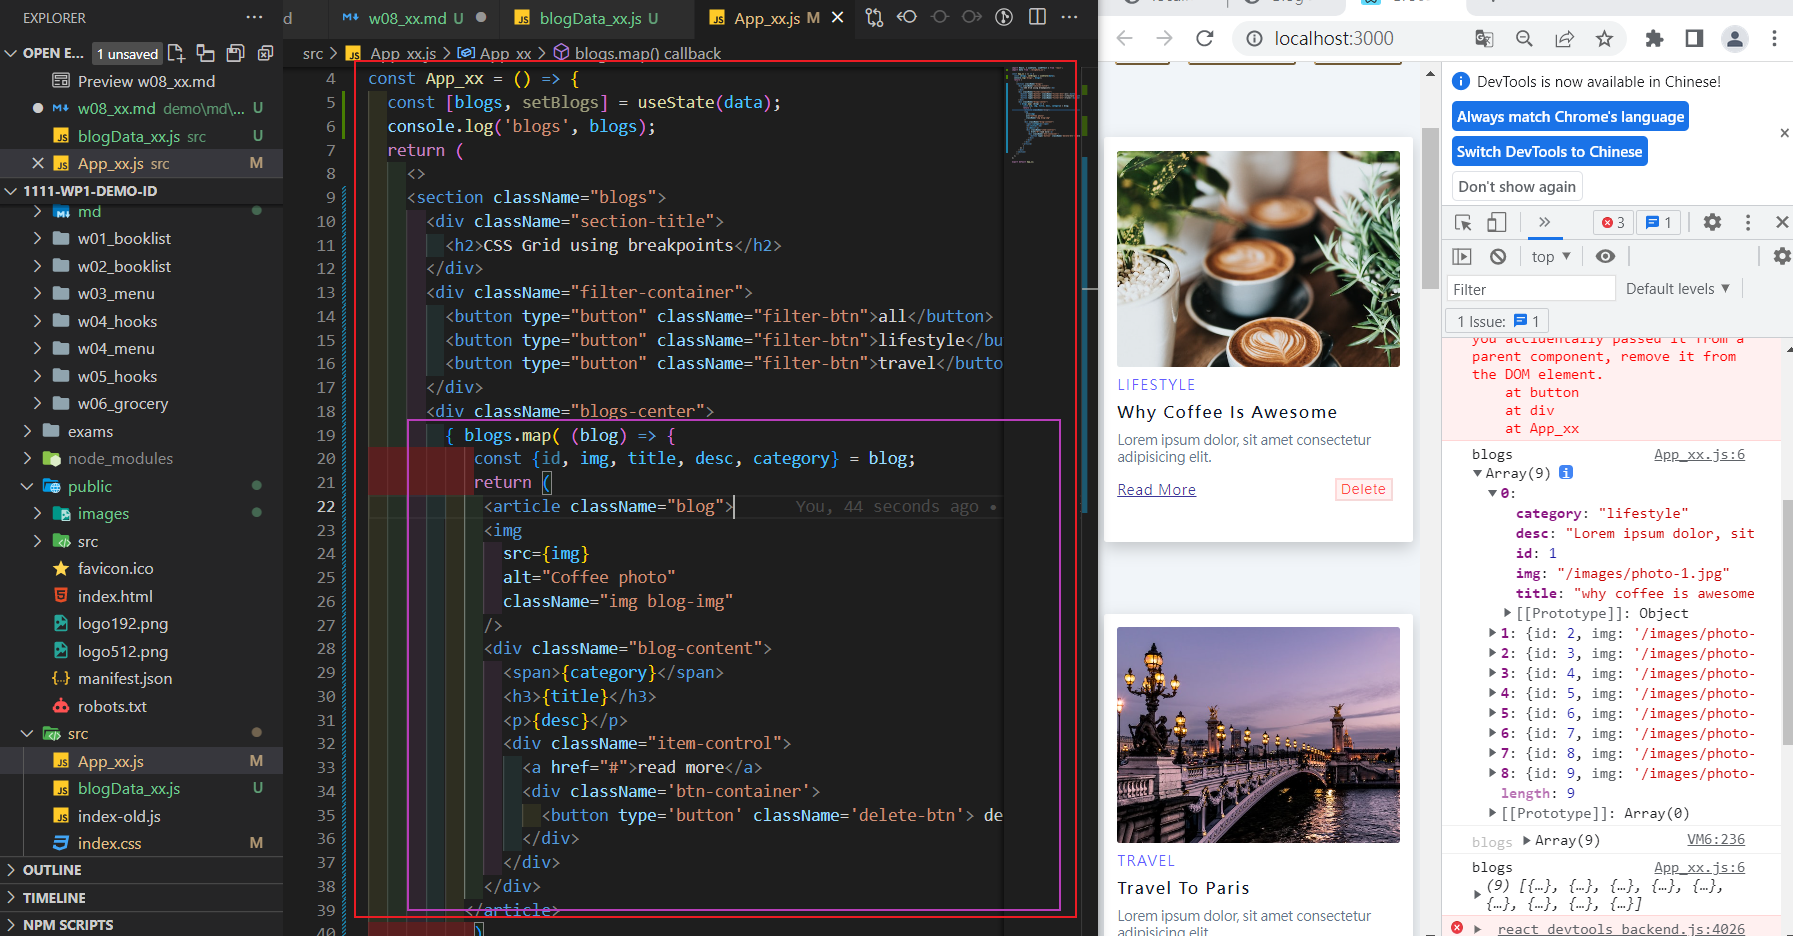 EXPLORER
OPEN E...
1 unsaved
Preview w08_xx.md
w08_xx.md demo\md\... U
blogData_xx.js src U
App_xx.js src M
1111-WP1-DEMO-ID
md
w01_booklist
w02_booklist
w03_menu
w04_hooks
w04_menu
w05_hooks
w06_grocery
exams
node_modules
public
images
src
favicon.ico
index.html
logo192.png
logo512.png
manifest.json
robots.txt
src
App_xx.js M
blogData_xx.js U
index-old.js
index.css M
OUTLINE
TIMELINE
NPM SCRIPTS
d
w08_xx.md U
blogData_xx.js U
App_xx.js M
src > App_xx.js > App_xx > blogs.map() callback
4 const App_xx = () => {
5 const [blogs, setBlogs] = useState(data);
6 console.log('blogs', blogs);
7 return (
8 <>
9 <section className="blogs">
10 <div className="section-title">
11 <h2>CSS Grid using breakpoints</h2>
12 </div>
13 <div className="filter-container">
14 <button type="button" className="filter-btn">all</button>
15 <button type="button" className="filter-btn">lifestyle</bu
16 <button type="button" className="filter-btn">travel</butto
17 </div>
18 <div className="blogs-center">
19 { blogs.map( (blog) => {
20 const {id, img, title, desc, category} = blog;
21 return (
22 <article className="blog"> You, 44 seconds ago •
23 <img
24 src={img}
25 alt="Coffee photo"
26 className="img blog-img"
27 />
28 <div className="blog-content">
29 <span>{category}</span>
30 <h3>{title}</h3>
31 <p>{desc}</p>
32 <div className="item-control">
33 <a href="#">read more</a>
34 <div className='btn-container'>
35 <button type='button' className='delete-btn'> de
36 </div>
37 </div>
38 </div>
39 </article>
40 )
localhost:3000
LIFESTYLE
Why Coffee Is Awesome
Lorem ipsum dolor, sit amet consectetur
adipisicing elit.
Read More
Delete
TRAVEL
Travel To Paris
Lorem ipsum dolor, sit amet consectetur
adipisicing elit.
DevTools is now available in Chinese!
Always match Chrome's language
Switch DevTools to Chinese
Don't show again
3
1
top ▼
Filter
Default levels ▼
1 Issue: 1
you accidentally passed it from a
parent component, remove it from
the DOM element.
at button
at div
at App_xx
blogs App_xx.js:6
Array(9)
0:
category: "lifestyle"
desc: "Lorem ipsum dolor, sit
id: 1
img: "/images/photo-1.jpg"
title: "why coffee is awesome
[[Prototype]]: Object
1: {id: 2, img: '/images/photo-
2: {id: 3, img: '/images/photo-
3: {id: 4, img: '/images/photo-
4: {id: 5, img: '/images/photo-
5: {id: 6, img: '/images/photo-
6: {id: 7, img: '/images/photo-
7: {id: 8, img: '/images/photo-
8: {id: 9, img: '/images/photo-
length: 9
[[Prototype]]: Array(0)
blogs Array(9) VM6:236
blogs App_xx.js:6
(9) [{…}, {…}, {…}, {…}, {…},
{…}, {…}, {…}, {…}]
react devtools backend.js:4026